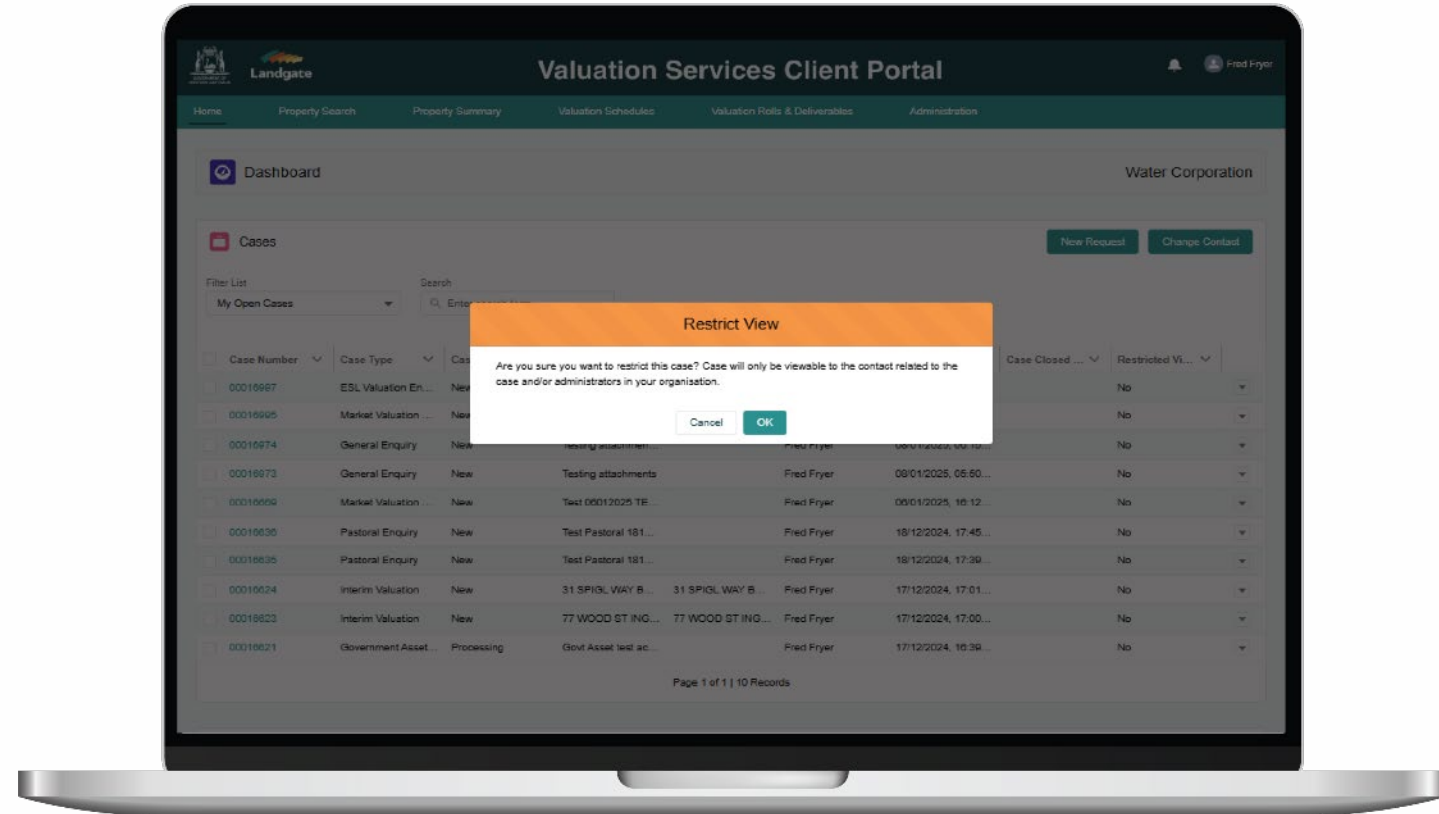 Landgate
Valuation Services Client Portal
Fred Fryer
Home Property Search Property Summary Valuation Schedules Valuation Rolls & Deliverables Administration
Dashboard
Water Corporation
Cases
New Request Change Contact
Filter List Search
My Open Cases
Restrict View
Are you sure you want to restrict this case? Case will only be viewable to the contact related to the
case and/or administrators in your organisation.
Cancel OK
Case Number Case Type Case Closed ... Restricted Vi...
ESL Valuation En... No
Market Valuation ... No
00016974 General Enquiry New Fred Fryer No
00016973 General Enquiry New Testing attachments Fred Fryer 08/01/2025, 05:50... No
Market Valuation ... New Test 06012025 TE... Fred Fryer 06/01/2025, 16:12... No
00016636 Pastoral Enquiry New Test Pastoral 181... Fred Fryer 18/12/2024, 17:45... No
00016635 Pastoral Enquiry New Test Pastoral 181... Fred Fryer 18/12/2024, 17:39... No
00016624 Interim Valuation New 31 SPIGL WAY B... 31 SPIGL WAY B... Fred Fryer 17/12/2024, 17:01... No
00016623 Interim Valuation New 77 WOOD ST ING... 77 WOOD ST ING... Fred Fryer 17/12/2024, 17:00... No
00016621 Government Asset... Processing Govt Asset test ac... Fred Fryer 17/12/2024, 16:39... No
Page 1 of 1 | 10 Records